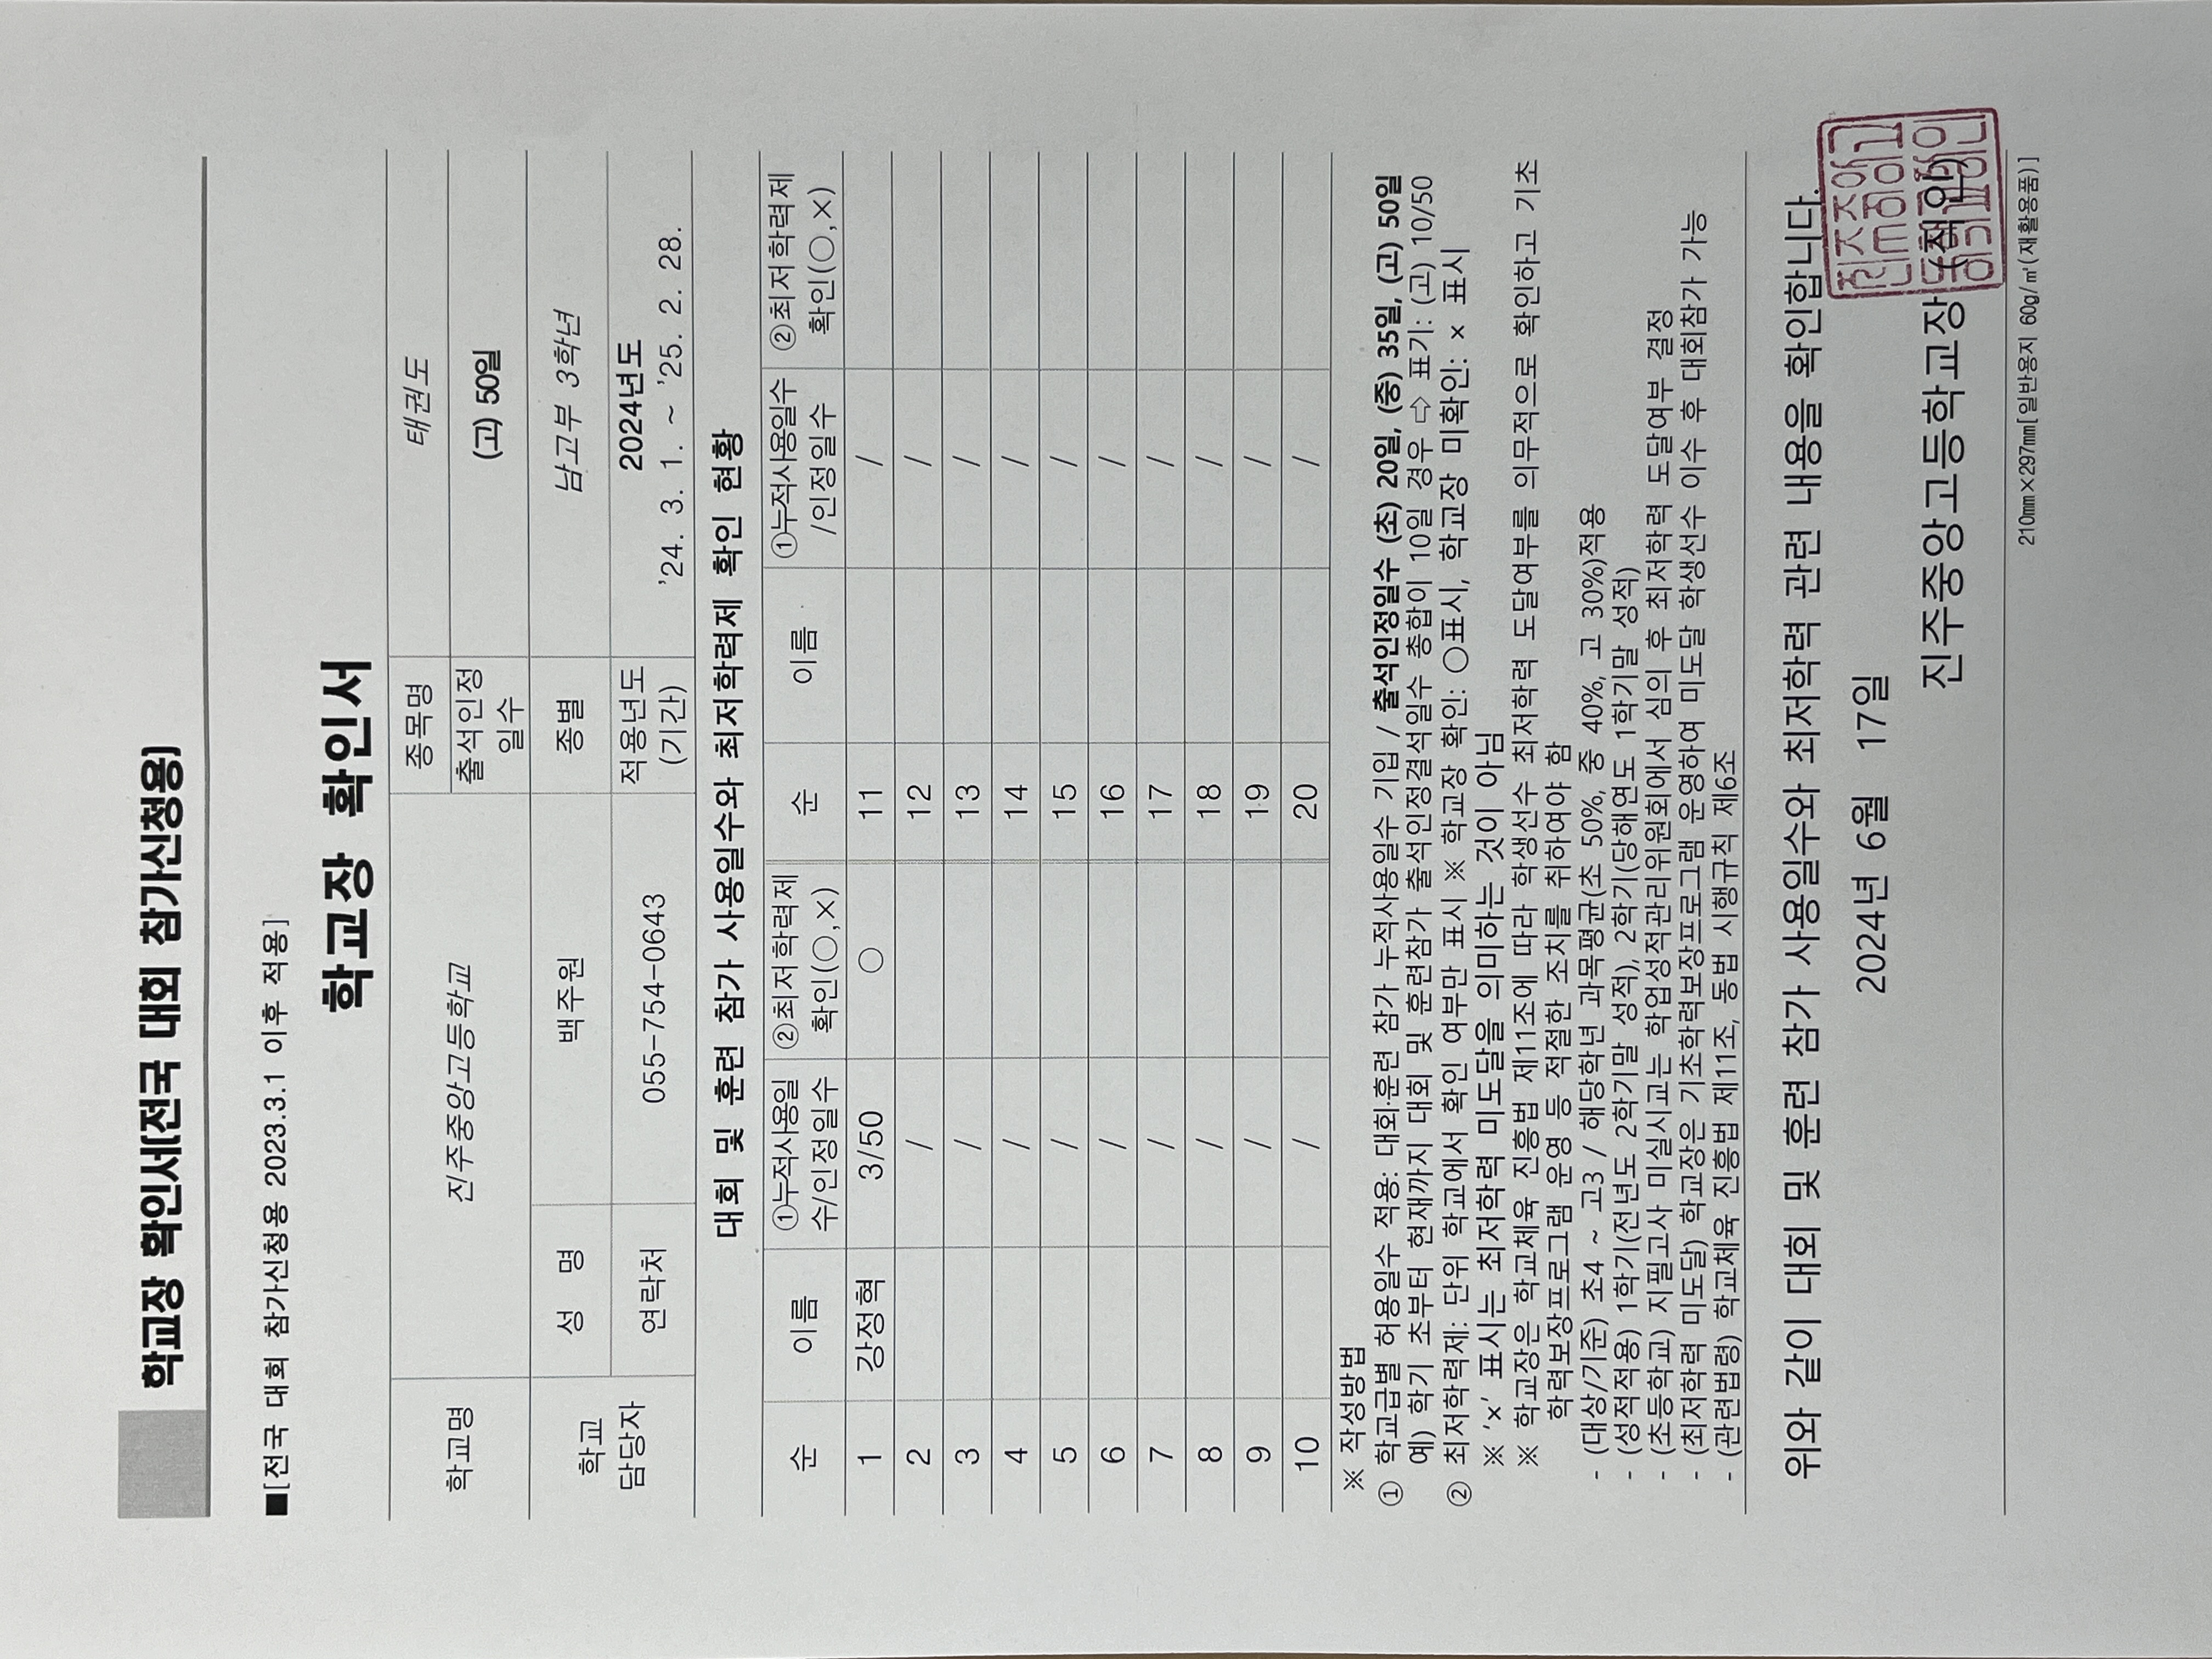 학교장 확인서[전국 대회 참가신청용]
■[전국 대회 참가신청용 2023.3.1 이후 적용]
학교장 확인서
학교명 진주중앙고등학교 종목명 태권도
출석인정일수 (고) 50일
학교 담당자 성 명 백주원 종별 남고부 3학년
연락처 055-754-0643 적용년도(기간) 2024년도
'24. 3. 1. ~ '25. 2. 28.
대회 및 훈련 참가 사용일수와 최저학력제 확인 현황
순 이름 ①누적사용일수/인정일수 ②최저학력제 확인(○,×) 순 이름 ①누적사용일수/인정일수 ②최저학력제 확인(○,×)
1 강정혁 3/50 ○ 11 /
2 / 12 /
3 / 13 /
4 / 14 /
5 / 15 /
6 / 16 /
7 / 17 /
8 / 18 /
9 / 19 /
10 / 20 /
※ 작성방법
① 학교급별 허용일수 적용: 대회·훈련 참가 누적사용일수 기입 / 출석인정일수 (초) 20일, (중) 35일, (고) 50일
예) 학기 초부터 현재까지 대회 및 훈련참가 출석인정결석일수 총합이 10일 경우 ⇨ 표기: (고) 10/50
② 최저학력제: 단위 학교에서 확인 여부만 표시 ※ 학교장 확인: ○표시, 학교장 미확인: × 표시
※ '×' 표시는 최저학력 미도달을 의미하는 것이 아님
※ 학교장은 학교체육 진흥법 제11조에 따라 학생선수 최저학력 도달여부를 의무적으로 확인하고 기초
학력보장프로그램 운영 등 적절한 조치를 취하여야 함
- (대상/기준) 초4 ~ 고3 / 해당학년 과목평균(초 50%, 중 40%, 고 30%)적용
- (성적적용) 1학기(전년도 2학기말 성적), 2학기(당해연도 1학기말 성적)
- (초등학교) 지필고사 미실시교는 학업성적관리위원회에서 심의 후 최저학력 도달여부 결정
- (최저학력 미도달) 학교장은 기초학력보장프로그램 운영하여 미도달 학생선수 이수 후 대회참가 가능
- (관련법령) 학교체육 진흥법 제11조, 동법 시행규칙 제6조
위와 같이 대회 및 훈련 참가 사용일수와 최저학력 관련 내용을 확인합니다.
2024년 6월 17일
진주중앙고등학교장 (직인)
210㎜×297㎜[일반용지 60g/㎡(재활용품)]